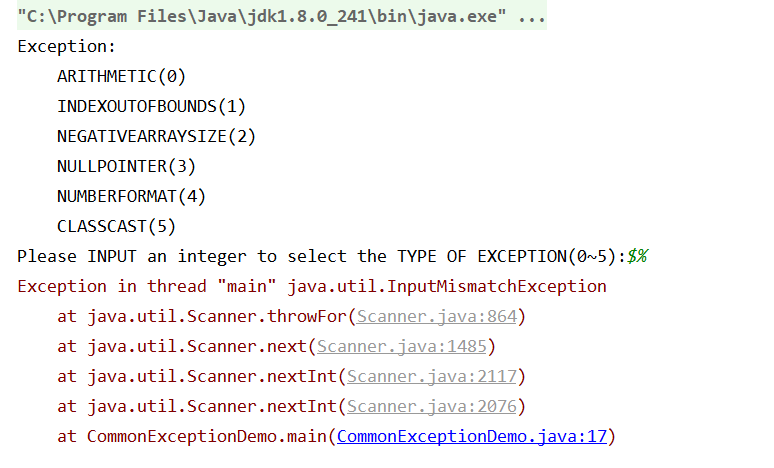 "C:\Program Files\Java\jdk1.8.0_241\bin\java.exe" ...
Exception:
    ARITHMETIC(0)
    INDEXOUTOFBOUNDS(1)
    NEGATIVEARRAYSIZE(2)
    NULLPOINTER(3)
    NUMBERFORMAT(4)
    CLASSCAST(5)
Please INPUT an integer to select the TYPE OF EXCEPTION(0~5):$%
Exception in thread "main" java.util.InputMismatchException
    at java.util.Scanner.throwFor(Scanner.java:864)
    at java.util.Scanner.next(Scanner.java:1485)
    at java.util.Scanner.nextInt(Scanner.java:2117)
    at java.util.Scanner.nextInt(Scanner.java:2076)
    at CommonExceptionDemo.main(CommonExceptionDemo.java:17)